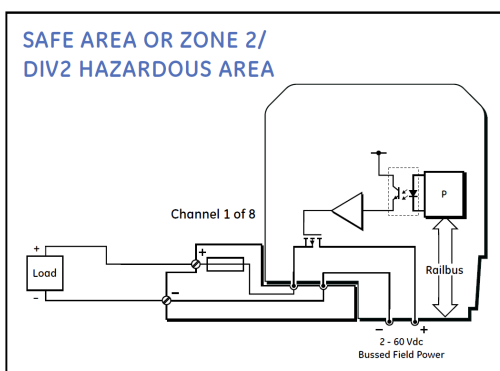 SAFE AREA OR ZONE 2/
DIV2 HAZARDOUS AREA
P
Channel 1 of 8
+
+
Load
Railbus
−
−
− +
2 - 60 Vdc
Bussed Field Power